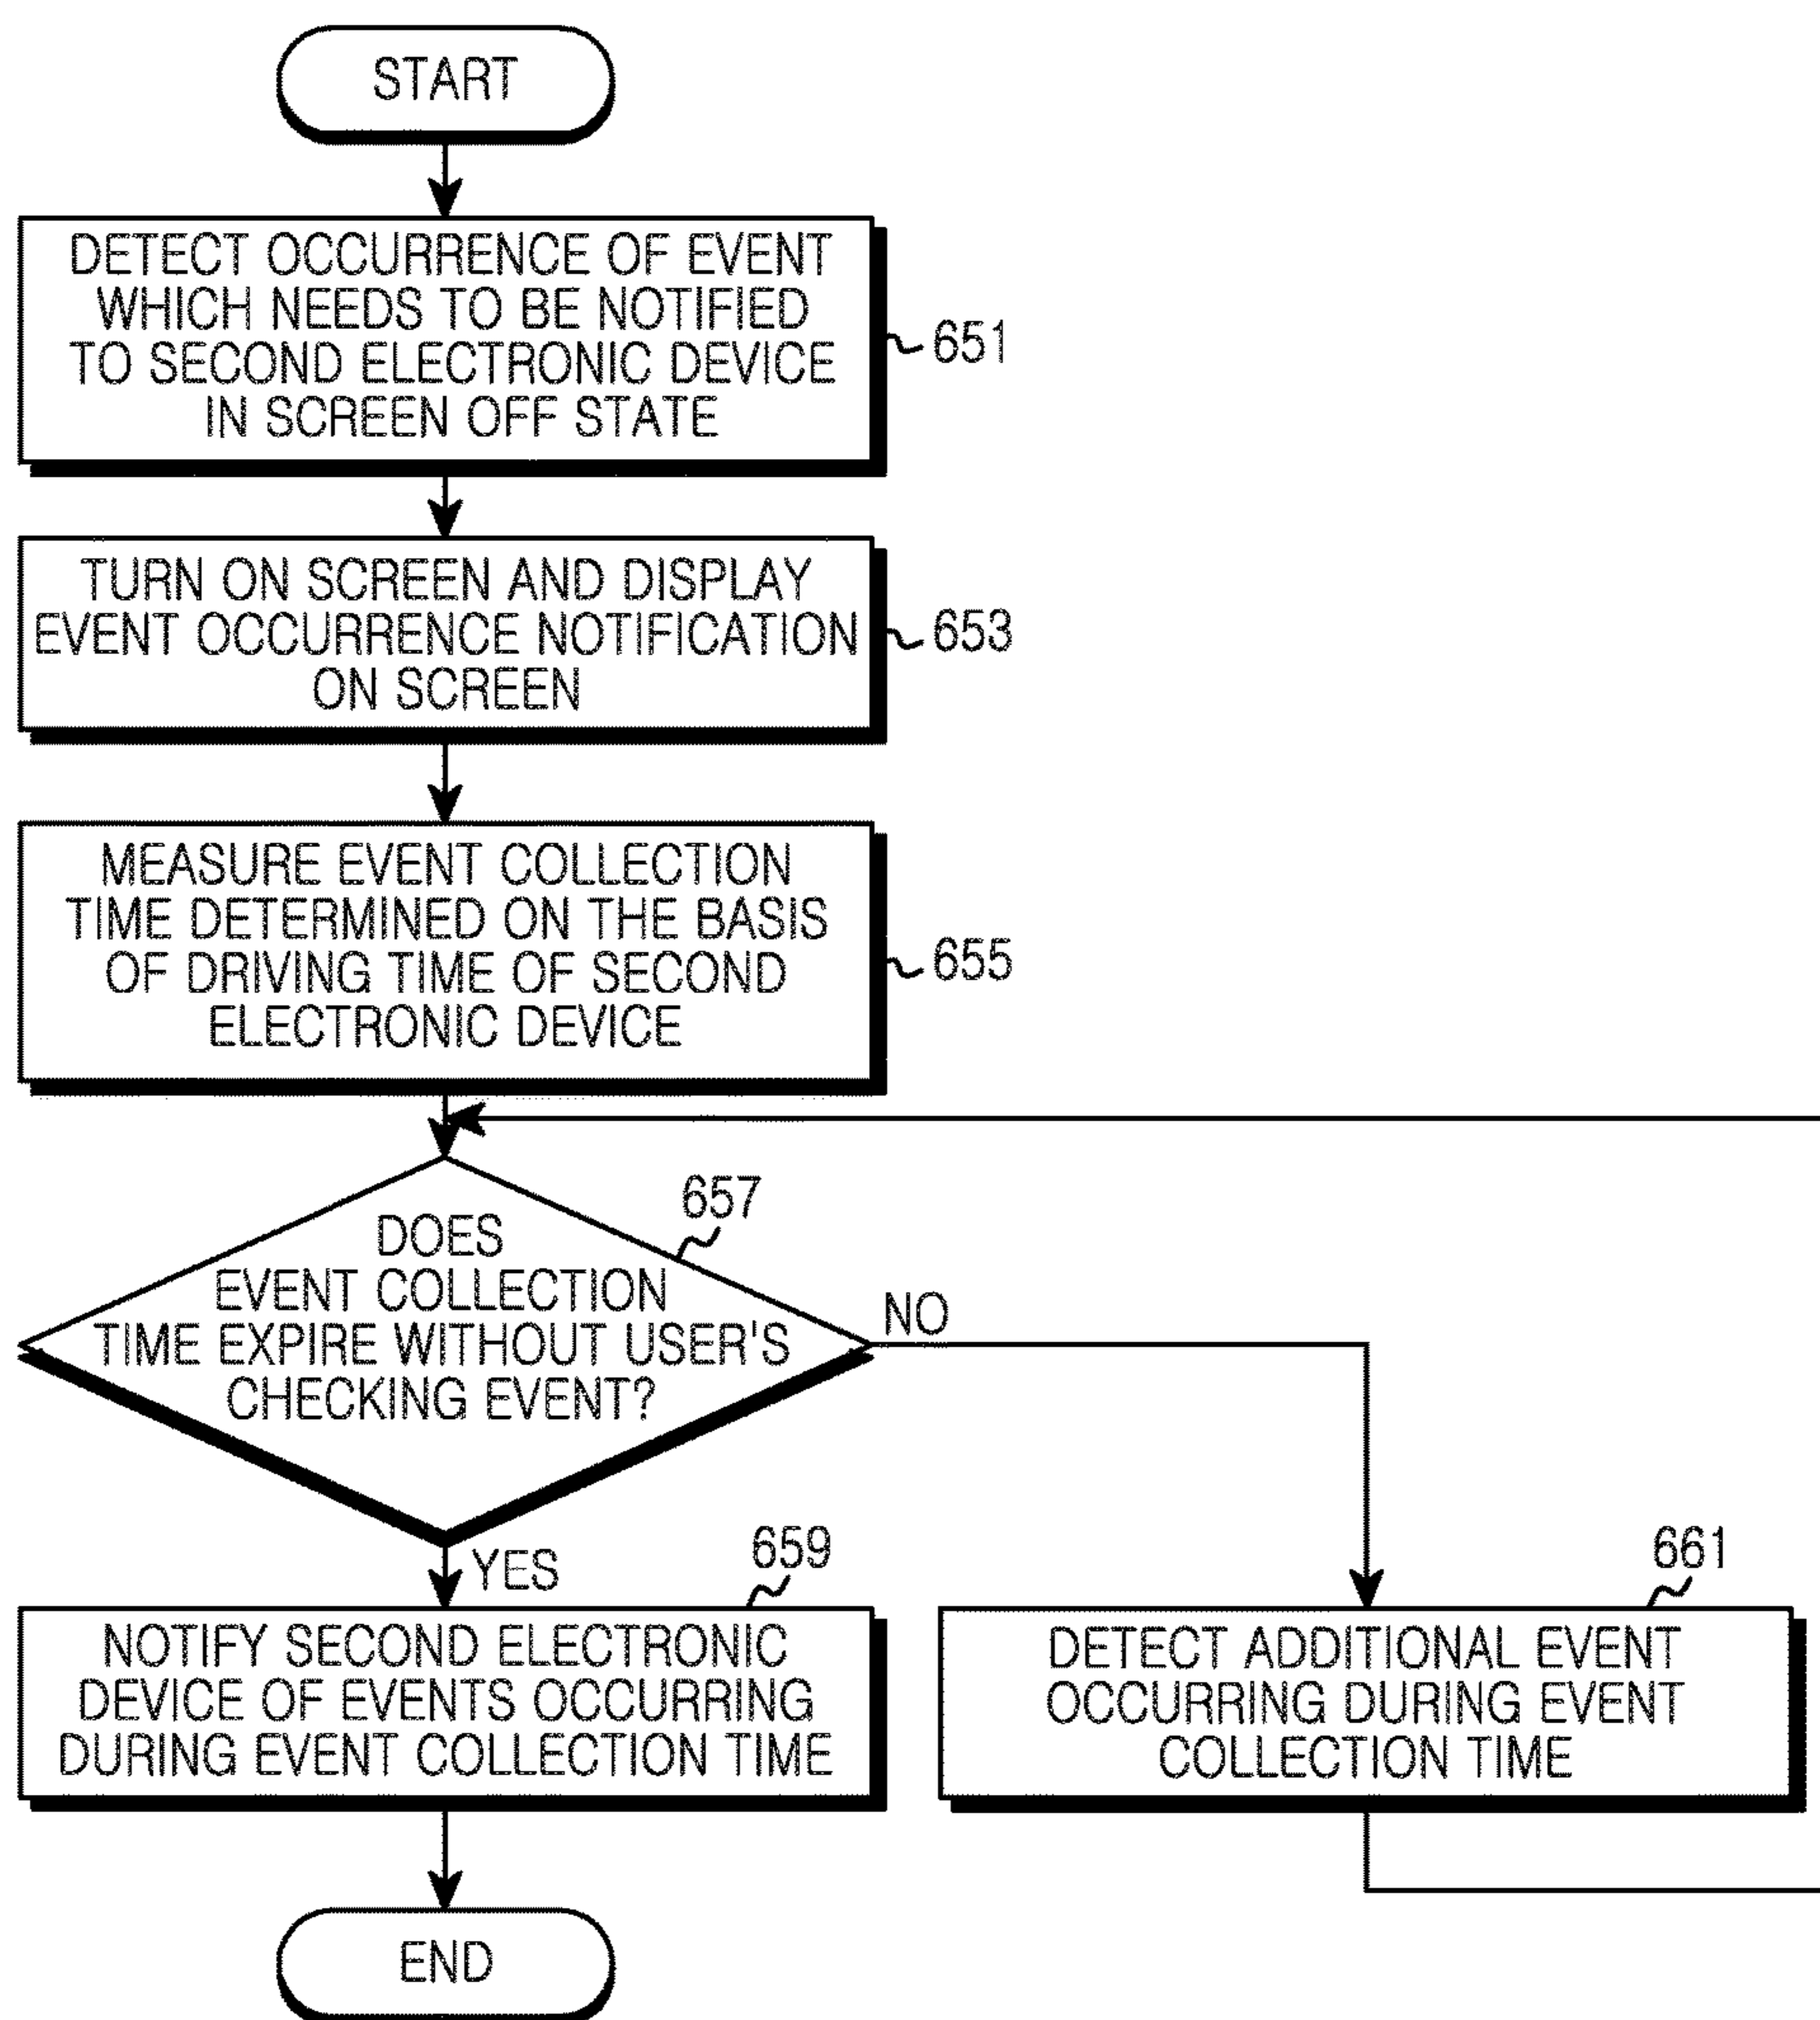 START
DETECT OCCURRENCE OF EVENT
WHICH NEEDS TO BE NOTIFIED
TO SECOND ELECTRONIC DEVICE
IN SCREEN OFF STATE
651
TURN ON SCREEN AND DISPLAY
EVENT OCCURRENCE NOTIFICATION
ON SCREEN
653
MEASURE EVENT COLLECTION
TIME DETERMINED ON THE BASIS
OF DRIVING TIME OF SECOND
ELECTRONIC DEVICE
655
657
DOES
EVENT COLLECTION
TIME EXPIRE WITHOUT USER'S
CHECKING EVENT?
NO
YES
659
NOTIFY SECOND ELECTRONIC
DEVICE OF EVENTS OCCURRING
DURING EVENT COLLECTION TIME
661
DETECT ADDITIONAL EVENT
OCCURRING DURING EVENT
COLLECTION TIME
END